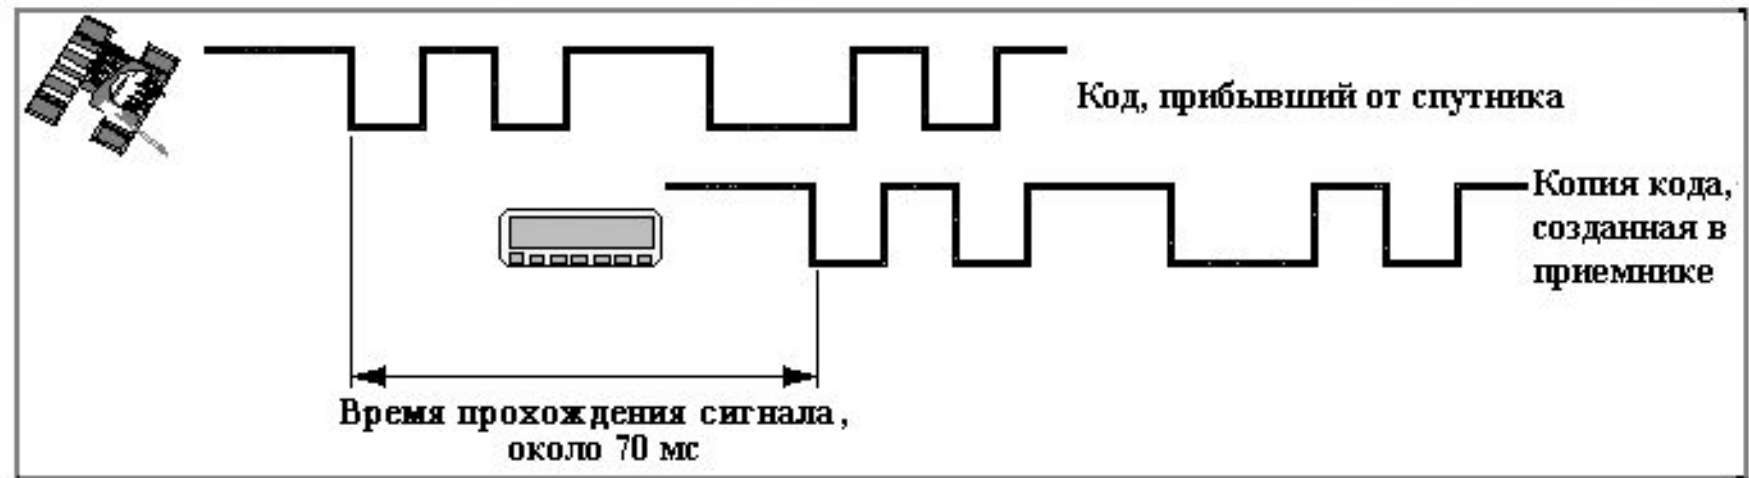 Код, прибывший от спутника
Копия кода,
созданная в
приемнике
Время прохождения сигнала,
около 70 мс